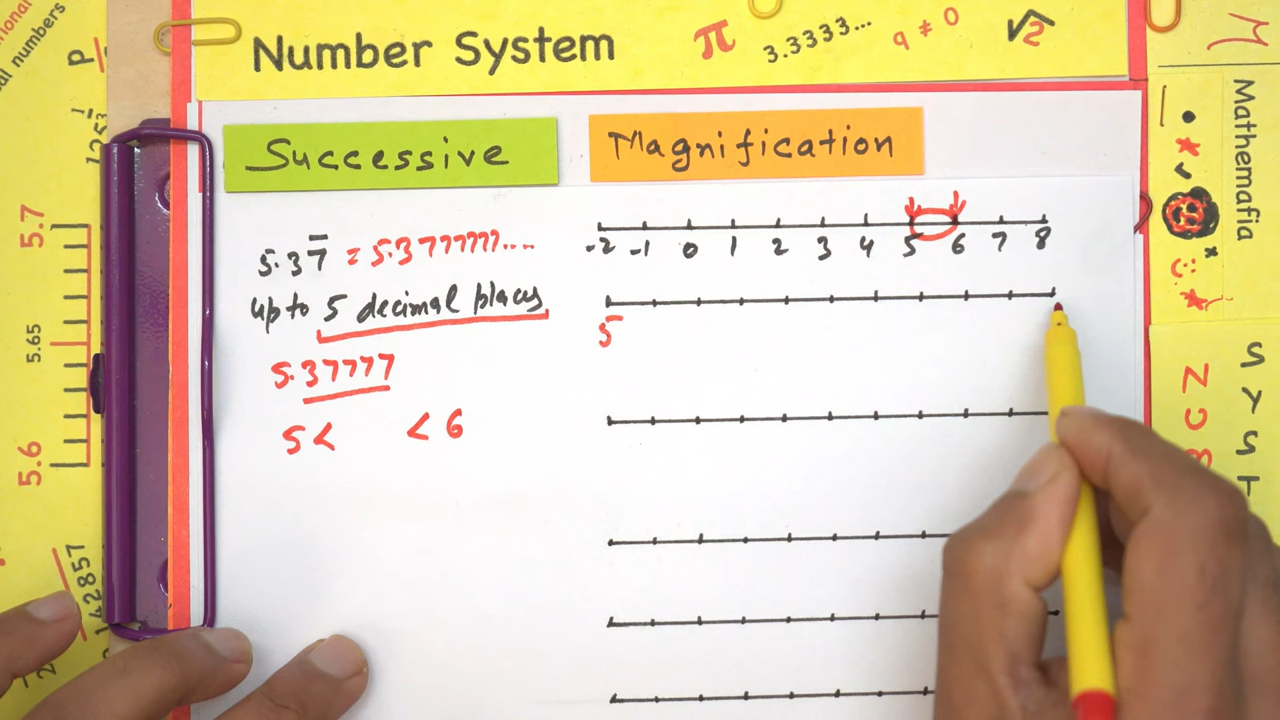 Number System π 3.3333... q ≠ 0 √2
Successive
Magnification
5.37̅ = 5.3777777....
up to 5 decimal places
5.37777
5 < < 6
-2 -1 0 1 2 3 4 5 6 7 8
5
5.7
5.65
5.6
42857
Mathemafia